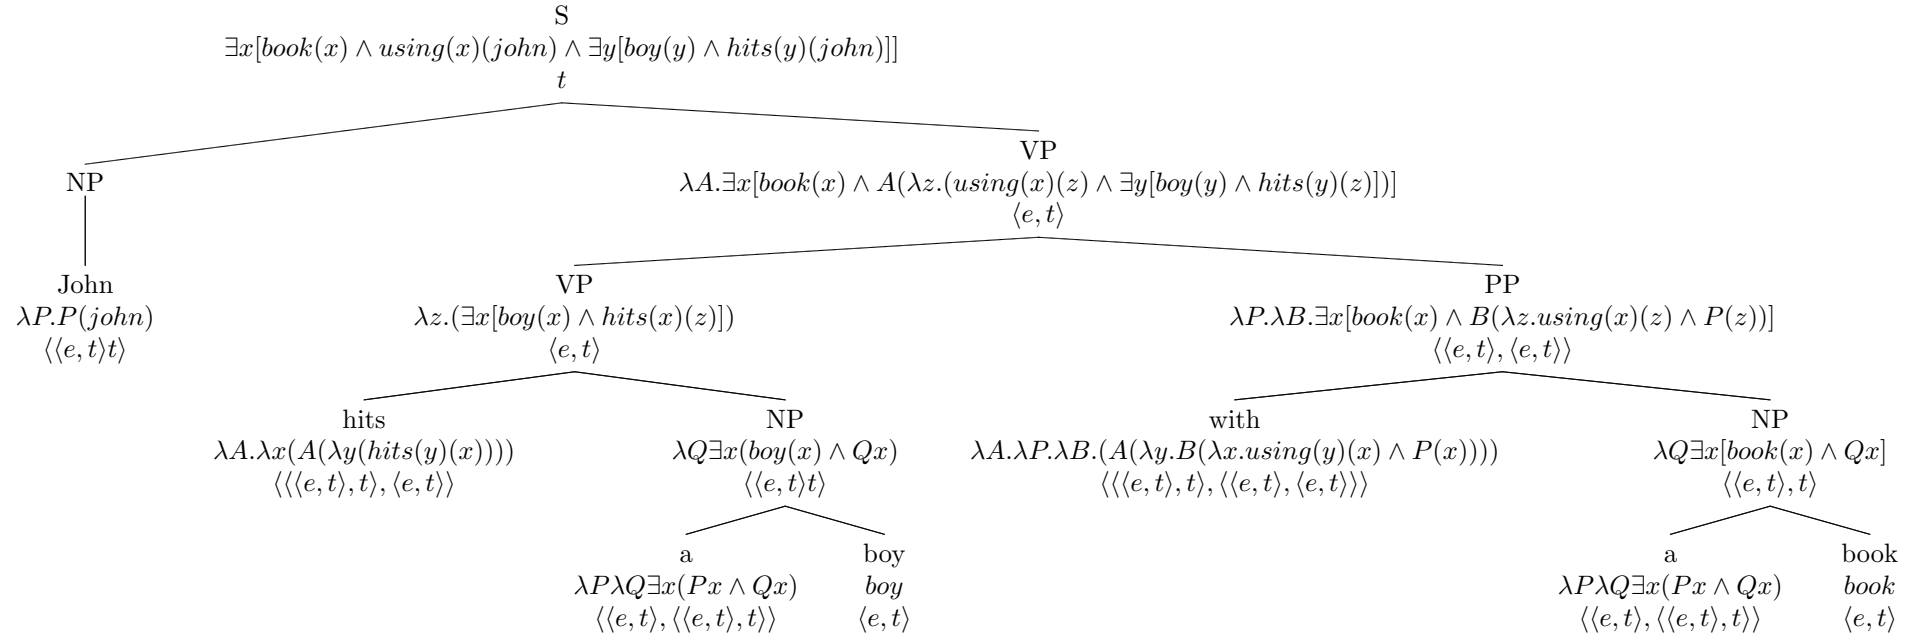 S
∃x[book(x) ∧ using(x)(john) ∧ ∃y[boy(y) ∧ hits(y)(john)]]
t
NP
VP
λA.∃x[book(x) ∧ A(λz.(using(x)(z) ∧ ∃y[boy(y) ∧ hits(y)(z)])]
⟨e, t⟩
John
λP.P(john)
⟨⟨e, t⟩t⟩
VP
λz.(∃x[boy(x) ∧ hits(x)(z)])
⟨e, t⟩
PP
λP.λB.∃x[book(x) ∧ B(λz.using(x)(z) ∧ P(z))]
⟨⟨e, t⟩, ⟨e, t⟩⟩
hits
λA.λx(A(λy(hits(y)(x))))
⟨⟨⟨e, t⟩, t⟩, ⟨e, t⟩⟩
NP
λQ∃x(boy(x) ∧ Qx)
⟨⟨e, t⟩t⟩
with
λA.λP.λB.(A(λy.B(λx.using(y)(x) ∧ P(x))))
⟨⟨⟨e, t⟩, t⟩, ⟨⟨e, t⟩, ⟨e, t⟩⟩⟩
NP
λQ∃x[book(x) ∧ Qx]
⟨⟨e, t⟩, t⟩
a
λPλQ∃x(Px ∧ Qx)
⟨⟨e, t⟩, ⟨⟨e, t⟩, t⟩⟩
boy
boy
⟨e, t⟩
a
λPλQ∃x(Px ∧ Qx)
⟨⟨e, t⟩, ⟨⟨e, t⟩, t⟩⟩
book
book
⟨e, t⟩